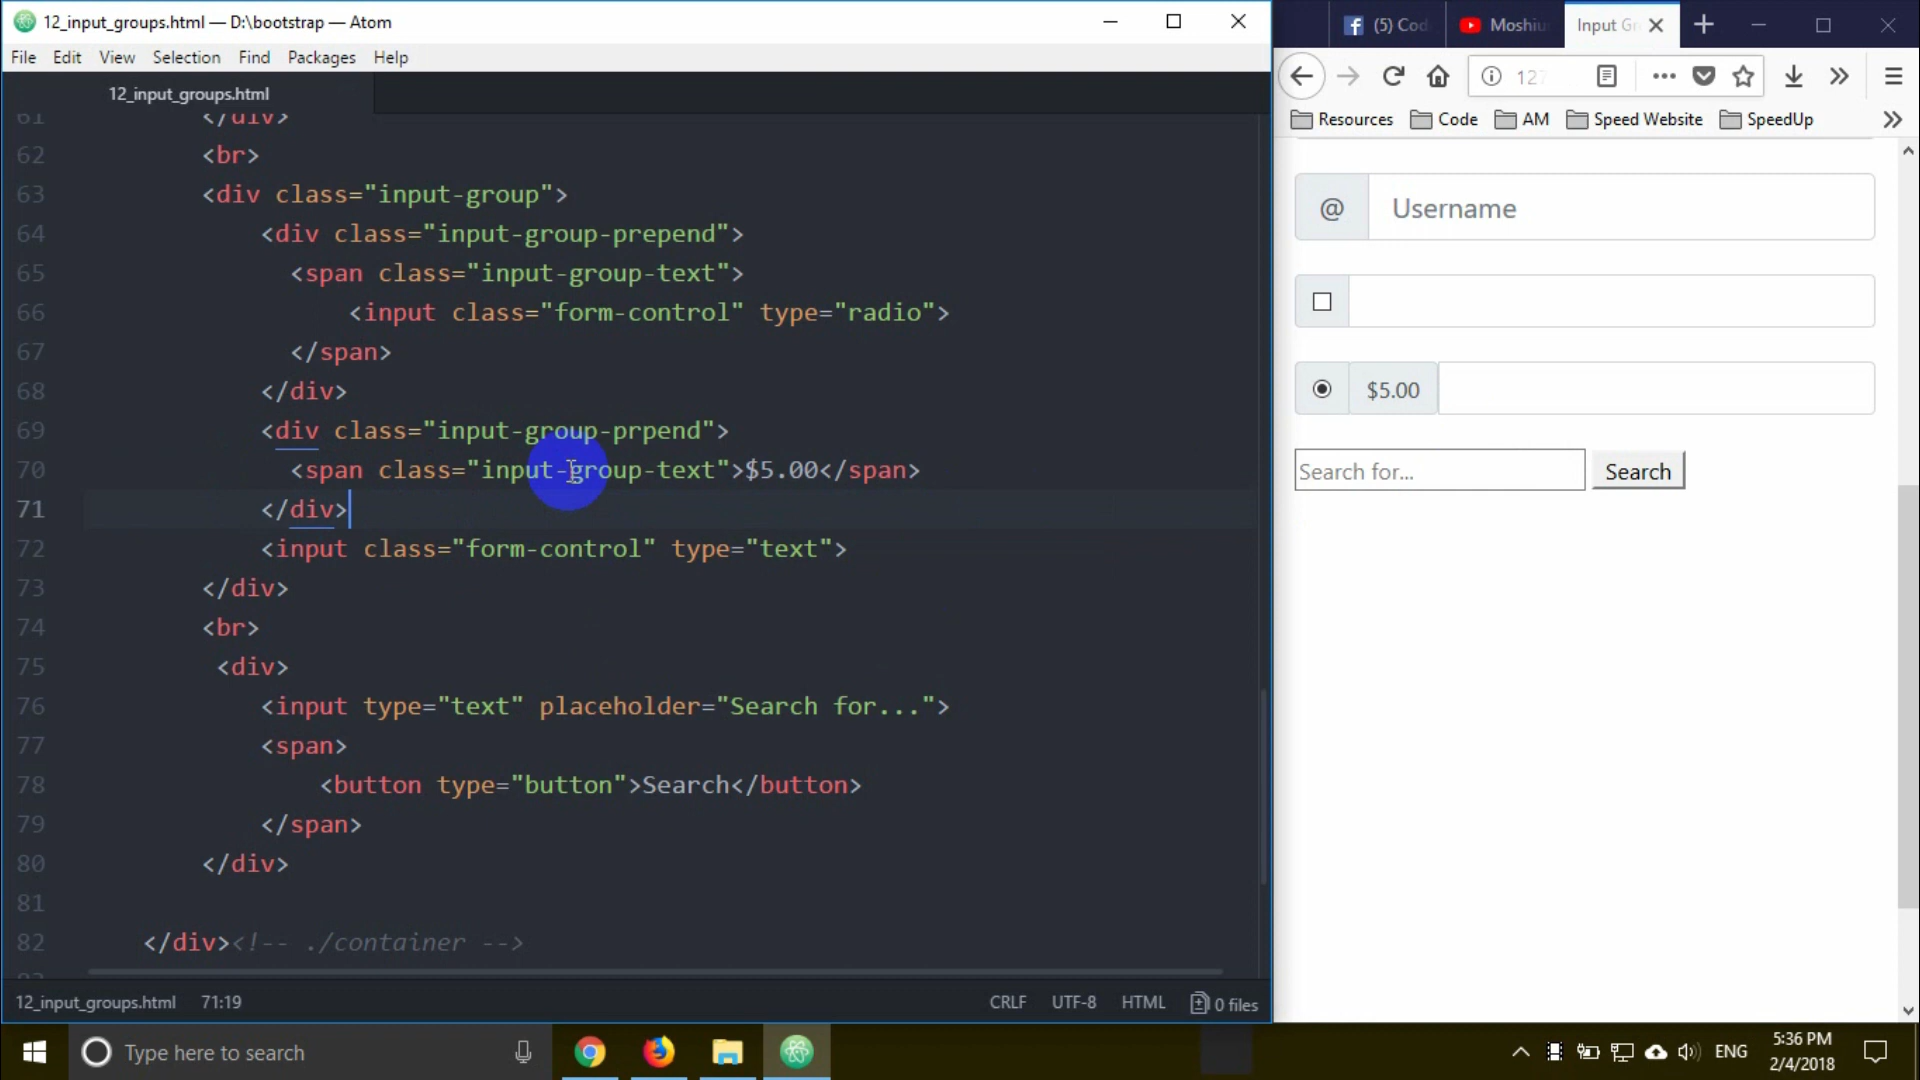 12_input_groups.html — D:\bootstrap — Atom
File Edit View Selection Find Packages Help
12_input_groups.html
61 </div>
62 <br>
63 <div class="input-group">
64 <div class="input-group-prepend">
65 <span class="input-group-text">
66 <input class="form-control" type="radio">
67 </span>
68 </div>
69 <div class="input-group-prpend">
70 <span class="input-group-text">$5.00</span>
71 </div>
72 <input class="form-control" type="text">
73 </div>
74 <br>
75 <div>
76 <input type="text" placeholder="Search for...">
77 <span>
78 <button type="button">Search</button>
79 </span>
80 </div>
81
82 </div><!-- ./container -->
12_input_groups.html 71:19 CRLF UTF-8 HTML 0 files
(5) Cod Moshiu Input Gr
127
Resources Code AM Speed Website SpeedUp
@ Username
$5.00
Search for... Search
Type here to search
ENG 5:36 PM
2/4/2018